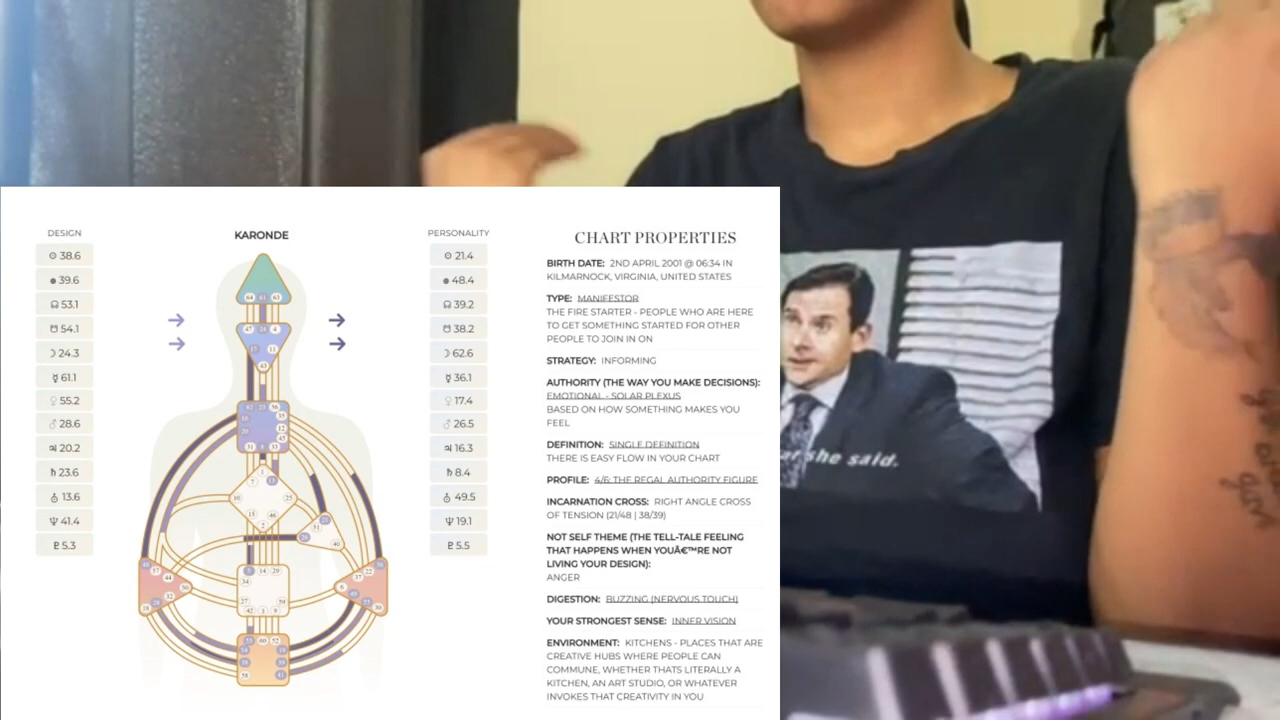 DESIGN
⊙ 38.6
⊕ 39.6
☊ 53.1
☋ 54.1
☽ 24.3
☿ 61.1
♀ 55.2
♂ 28.6
♃ 20.2
♄ 23.6
♅ 13.6
♆ 41.4
♇ 5.3
KARONDE
PERSONALITY
⊙ 21.4
⊕ 48.4
☊ 39.2
☋ 38.2
☽ 62.6
☿ 36.1
♀ 17.4
♂ 26.5
♃ 16.3
♄ 8.4
♅ 49.5
♆ 19.1
♇ 5.5
CHART PROPERTIES
BIRTH DATE: 2ND APRIL 2001 @ 06:34 IN
KILMARNOCK, VIRGINIA, UNITED STATES
TYPE: MANIFESTOR
THE FIRE STARTER - PEOPLE WHO ARE HERE
TO GET SOMETHING STARTED FOR OTHER
PEOPLE TO JOIN IN ON
STRATEGY: INFORMING
AUTHORITY (THE WAY YOU MAKE DECISIONS):
EMOTIONAL - SOLAR PLEXUS
BASED ON HOW SOMETHING MAKES YOU
FEEL
DEFINITION: SINGLE DEFINITION
THERE IS EASY FLOW IN YOUR CHART
PROFILE: 4/6: THE REGAL AUTHORITY FIGURE
INCARNATION CROSS: RIGHT ANGLE CROSS
OF TENSION (21/48 | 38/39)
NOT SELF THEME (THE TELL-TALE FEELING
THAT HAPPENS WHEN YOUÂ€™RE NOT
LIVING YOUR DESIGN):
ANGER
DIGESTION: BUZZING (NERVOUS TOUCH)
YOUR STRONGEST SENSE: INNER VISION
ENVIRONMENT: KITCHENS - PLACES THAT ARE
CREATIVE HUBS WHERE PEOPLE CAN
COMMUNE, WHETHER THATS LITERALLY A
KITCHEN, AN ART STUDIO, OR WHATEVER
INVOKES THAT CREATIVITY IN YOU
she said.